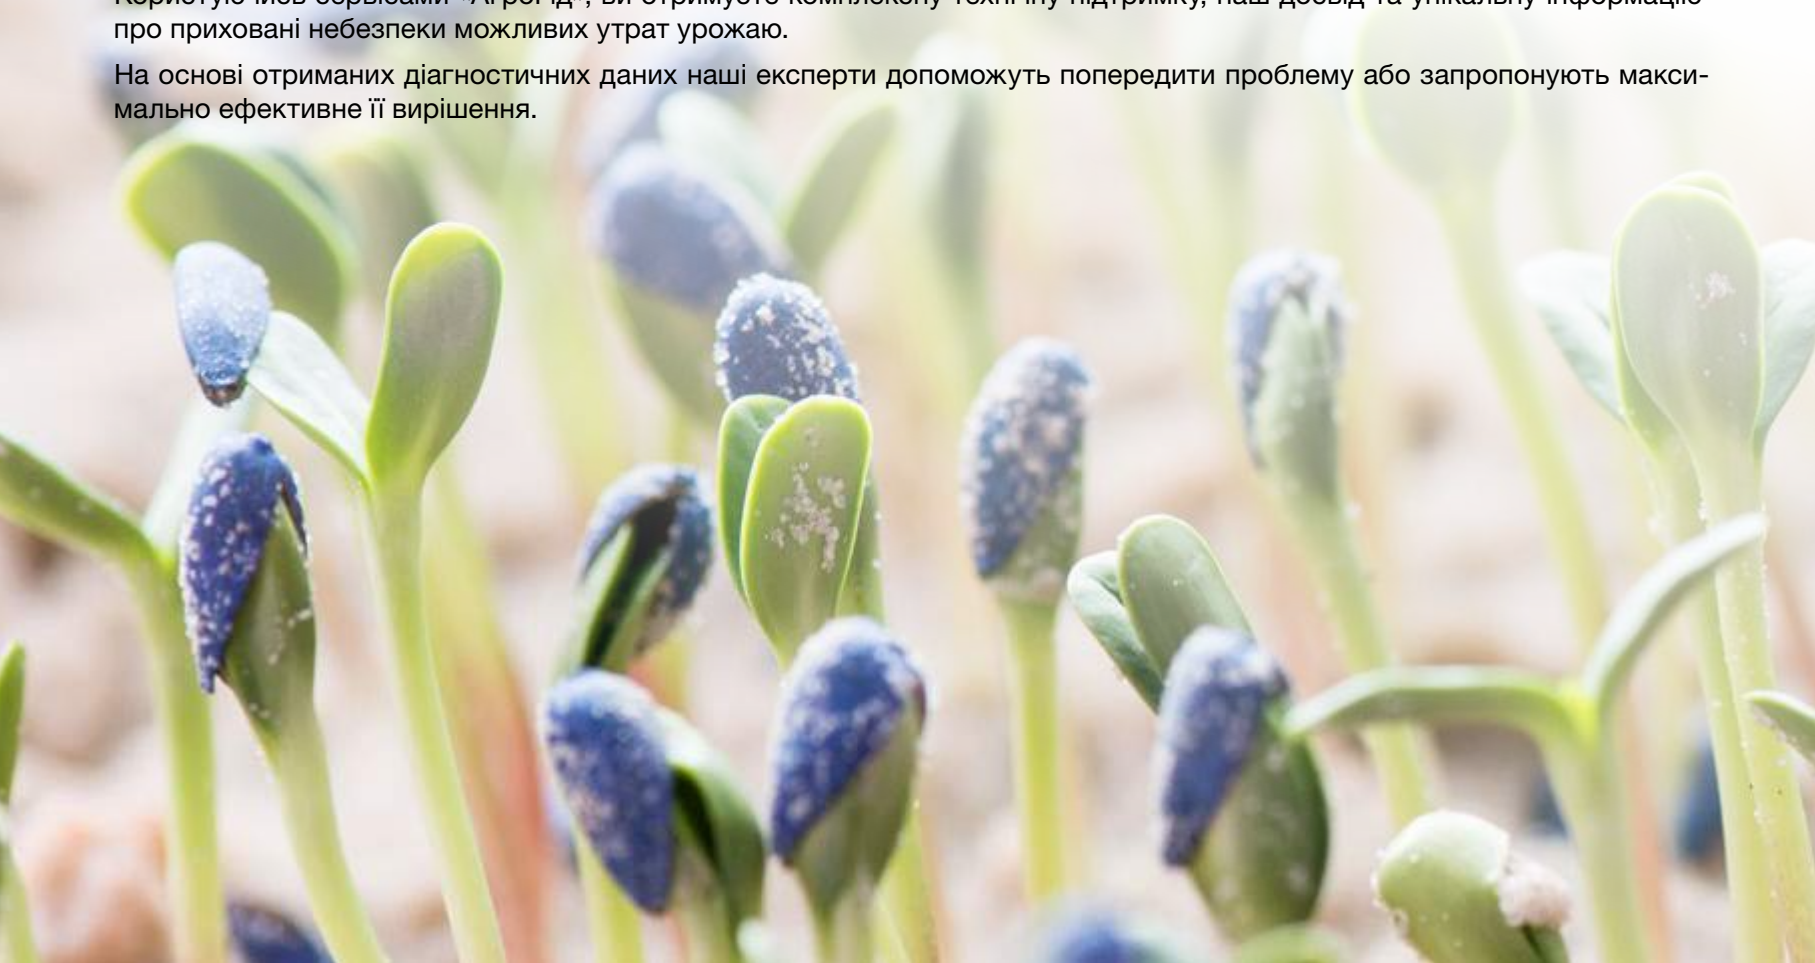 Користуючись сервісами «АгроГід», ви отримуєте комплексну технічну підтримку, наш досвід та унікальну інформацію
про приховані небезпеки можливих утрат урожаю.
На основі отриманих діагностичних даних наші експерти допоможуть попередити проблему або запропонують макси-
мально ефективне її вирішення.